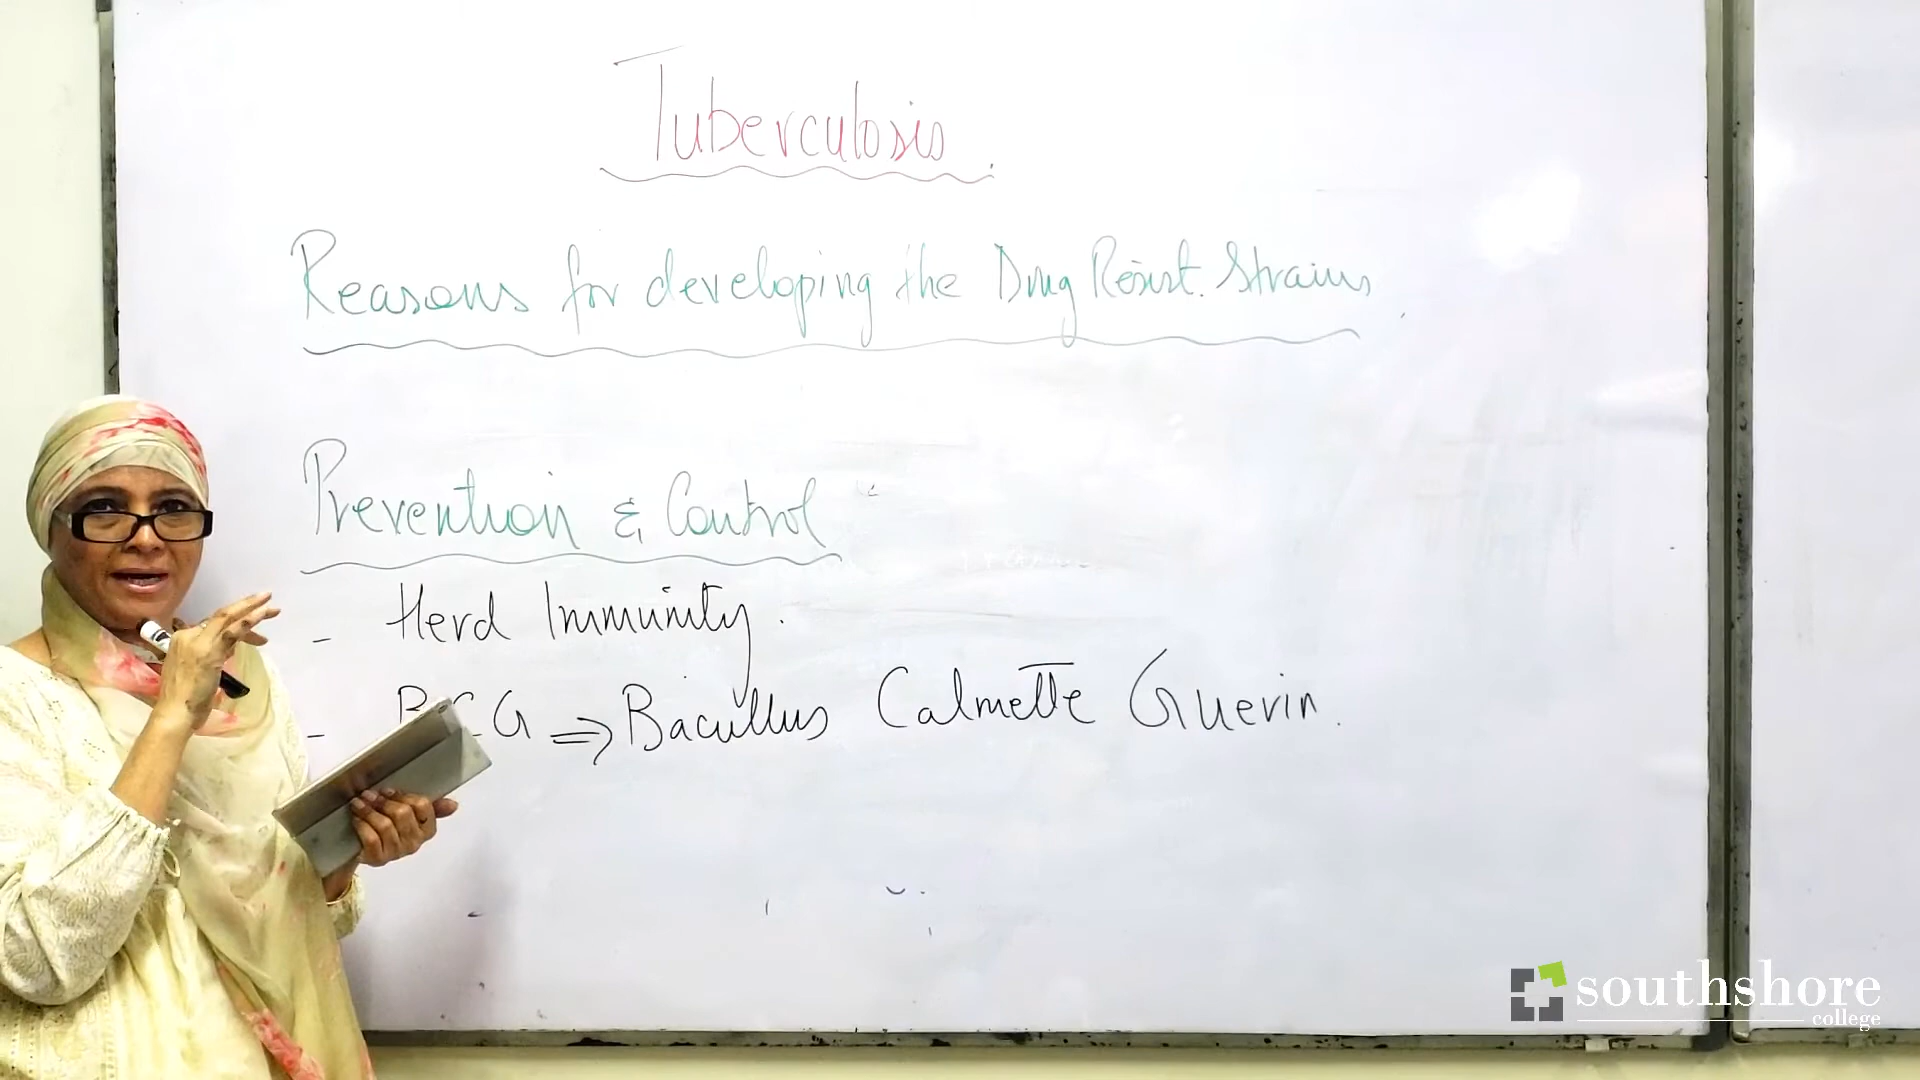 Tuberculosis
Reasons for developing the Drug Resist. Strains
Prevention & Control
- Herd Immunity.
- BCG ⇒ Bacillus Calmette Guerin.
southshore
college